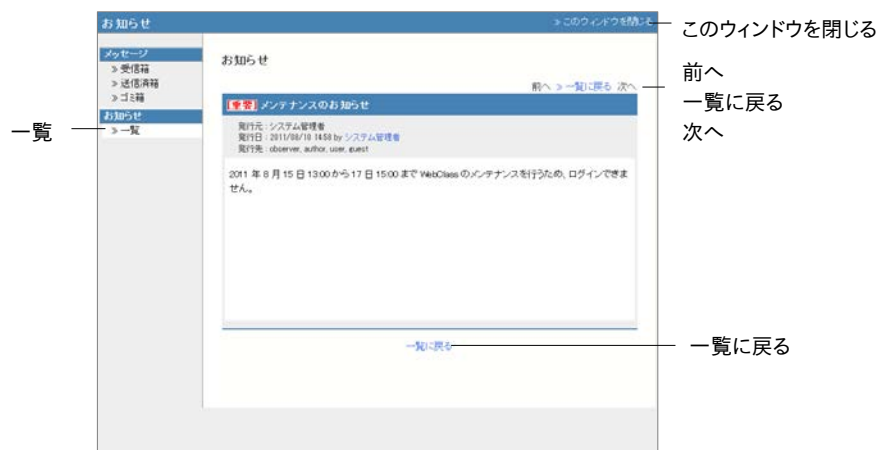 お知らせ
» このウィンドウを閉じる
このウィンドウを閉じる
メッセージ
» 受信箱
» 送信済箱
» ゴミ箱
お知らせ
» 一覧
一覧
お知らせ
前へ » 一覧に戻る 次へ
前へ
一覧に戻る
次へ
【重要】メンテナンスのお知らせ
発行元 : システム管理者
発行日 : 2011/08/10 14:58 by システム管理者
発行先 : observer, author, user, guest
2011 年 8 月 15 日 13:00 から 17 日 15:00 まで WebClass のメンテナンスを行うため、ログインできま
せん。
一覧に戻る
一覧に戻る